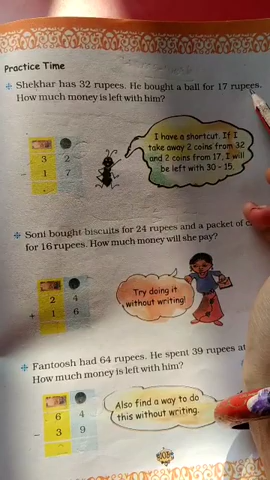 Practice Time
Shekhar has 32 rupees. He bought a ball for 17 rupees.
How much money is left with him?
3 2
- 1 7
I have a shortcut. If I
take away 2 coins from 32
and 2 coins from 17, I will
be left with 30 – 15.
Soni bought biscuits for 24 rupees and a packet of
for 16 rupees. How much money will she pay?
2 4
+ 1 6
Try doing it
without writing!
Fantoosh had 64 rupees. He spent 39 rupees at
How much money is left with him?
6 4
- 3 9
Also find a way to do
this without writing.